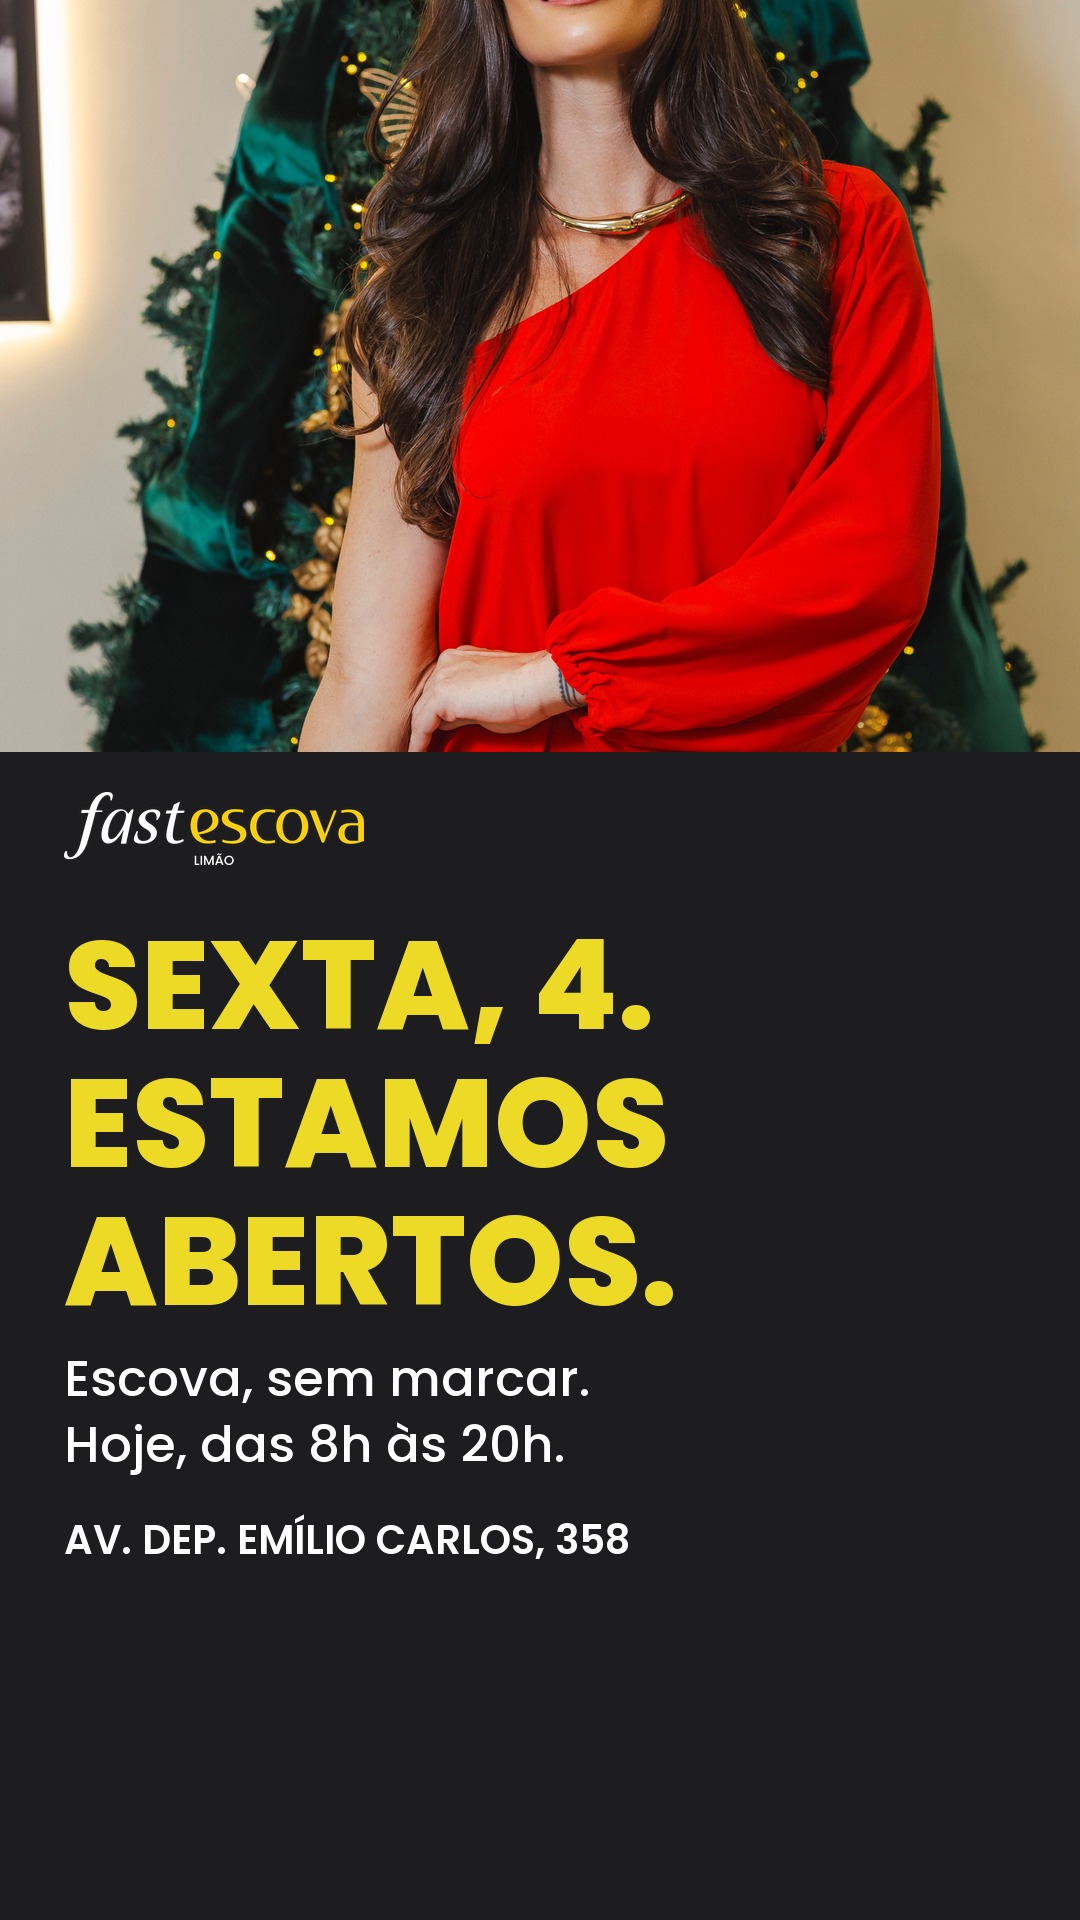 fastescova
LIMÃO
SEXTA, 4.
ESTAMOS
ABERTOS.
Escova, sem marcar.
Hoje, das 8h às 20h.
AV. DEP. EMÍLIO CARLOS, 358